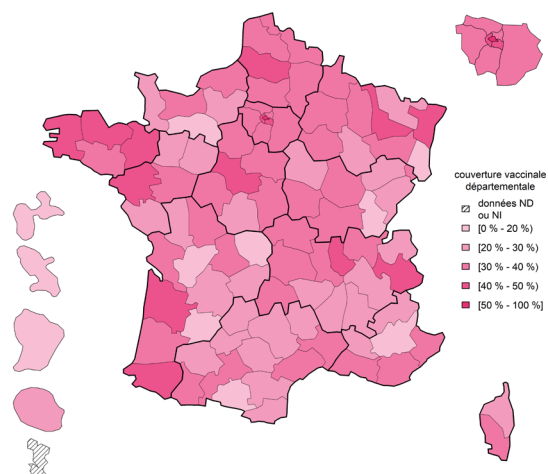 couverture vaccinale
départementale
données ND
ou NI
[0 % - 20 %)
[20 % - 30 %)
[30 % - 40 %)
[40 % - 50 %)
[50 % - 100 %]